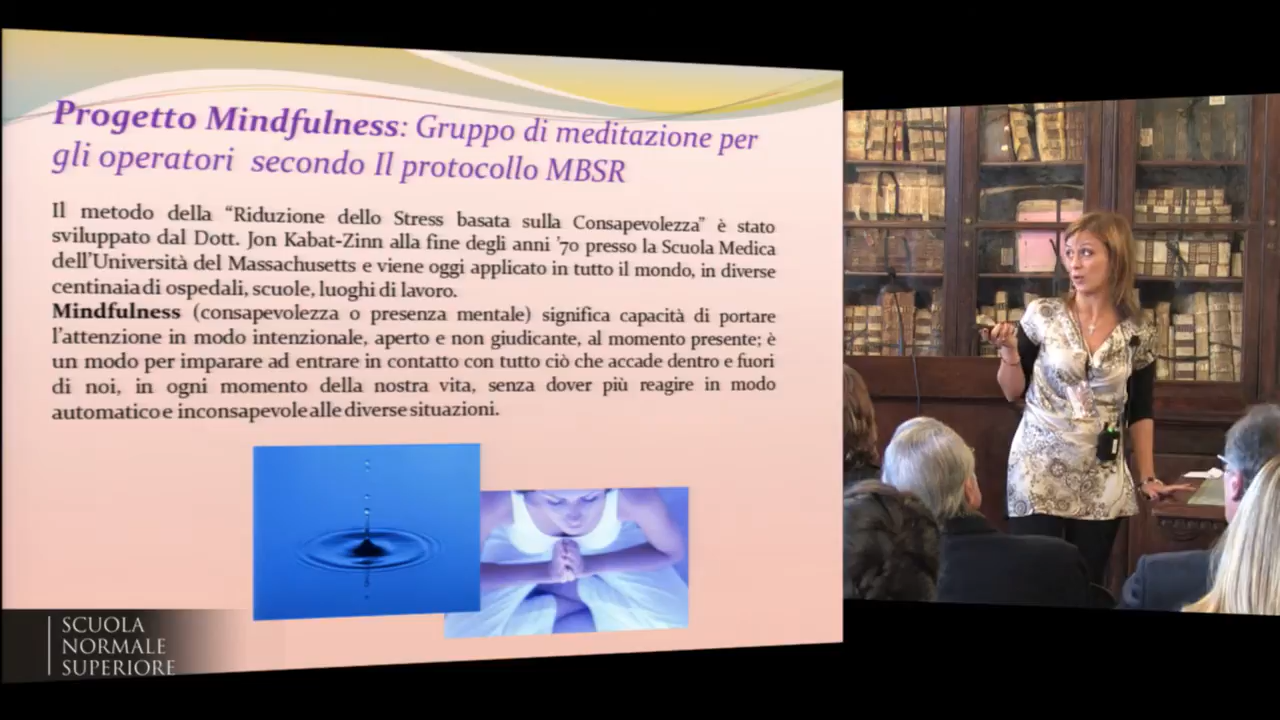 Progetto Mindfulness: Gruppo di meditazione per
gli operatori secondo Il protocollo MBSR
Il metodo della “Riduzione dello Stress basata sulla Consapevolezza” è stato
sviluppato dal Dott. Jon Kabat-Zinn alla fine degli anni ’70 presso la Scuola Medica
dell’Università del Massachusetts e viene oggi applicato in tutto il mondo, in diverse
centinaia di ospedali, scuole, luoghi di lavoro.
Mindfulness (consapevolezza o presenza mentale) significa capacità di portare
l’attenzione in modo intenzionale, aperto e non giudicante, al momento presente; è
un modo per imparare ad entrare in contatto con tutto ciò che accade dentro e fuori
di noi, in ogni momento della nostra vita, senza dover più reagire in modo
automatico e inconsapevole alle diverse situazioni.
SCUOLA
NORMALE
SUPERIORE